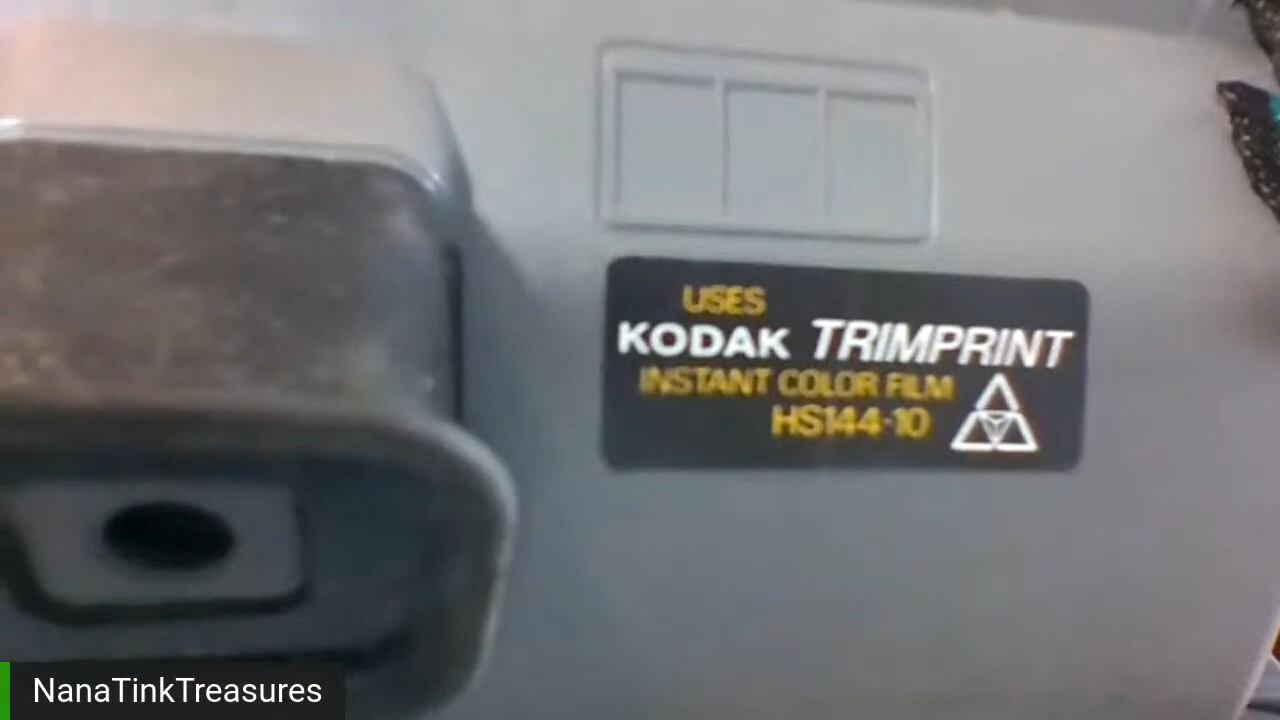 USES
KODAK TRIMPRINT
INSTANT COLOR FILM
HS144-10
NanaTinkTreasures